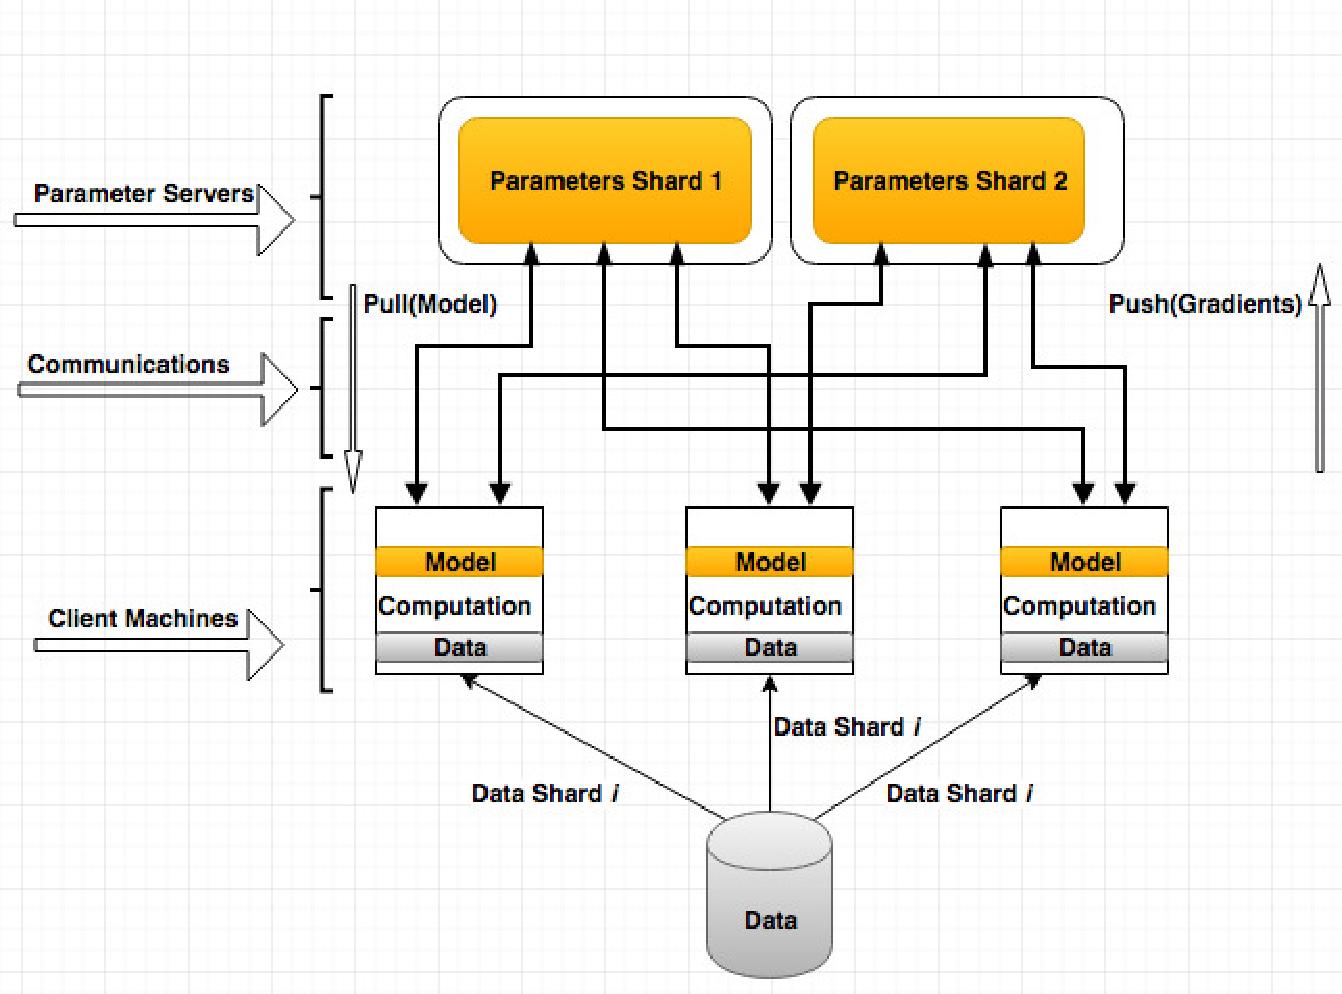 Parameters Shard 1
Parameters Shard 2
Parameter Servers
Pull(Model)
Push(Gradients)
Communications
Model
Model
Model
Computation
Computation
Computation
Client Machines
Data
Data
Data
Data Shard i
Data Shard i
Data Shard i
Data